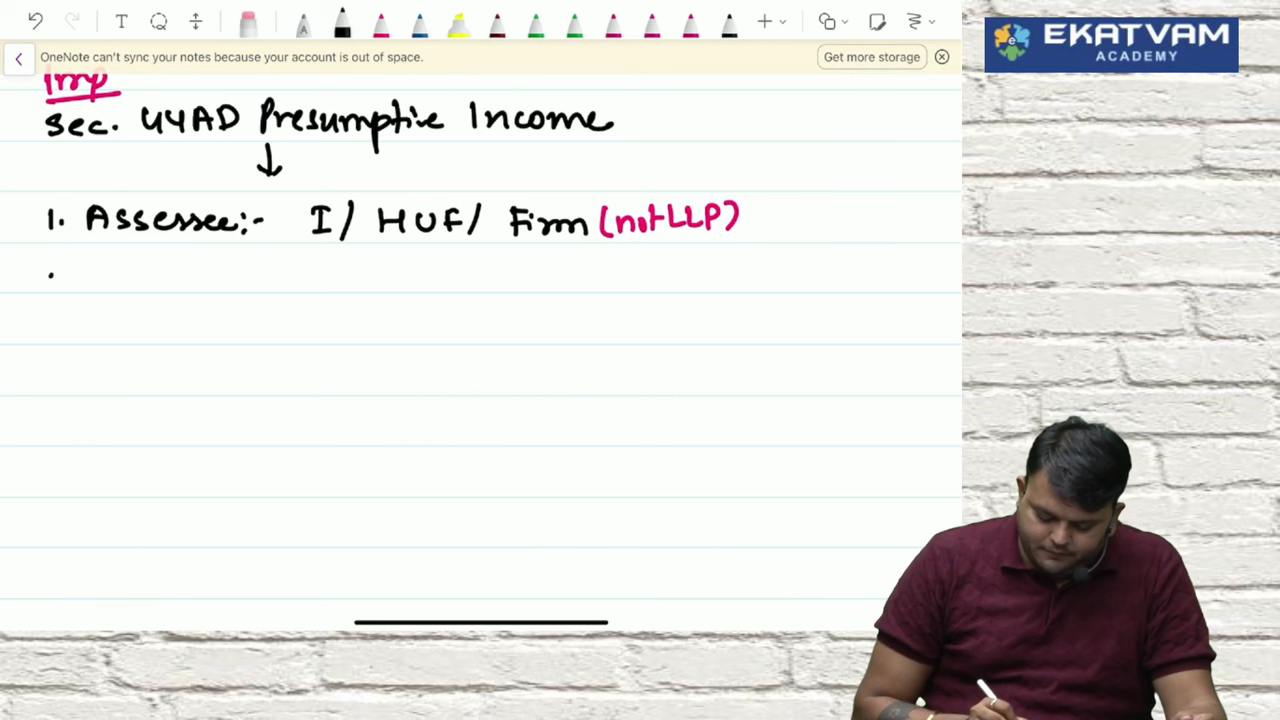 OneNote can't sync your notes because your account is out of space.
Get more storage
EKATVAM
ACADEMY
Imp
Sec. 44AD Presumptive Income
1. Assessee:- I/ HUF/ Firm (not LLP)